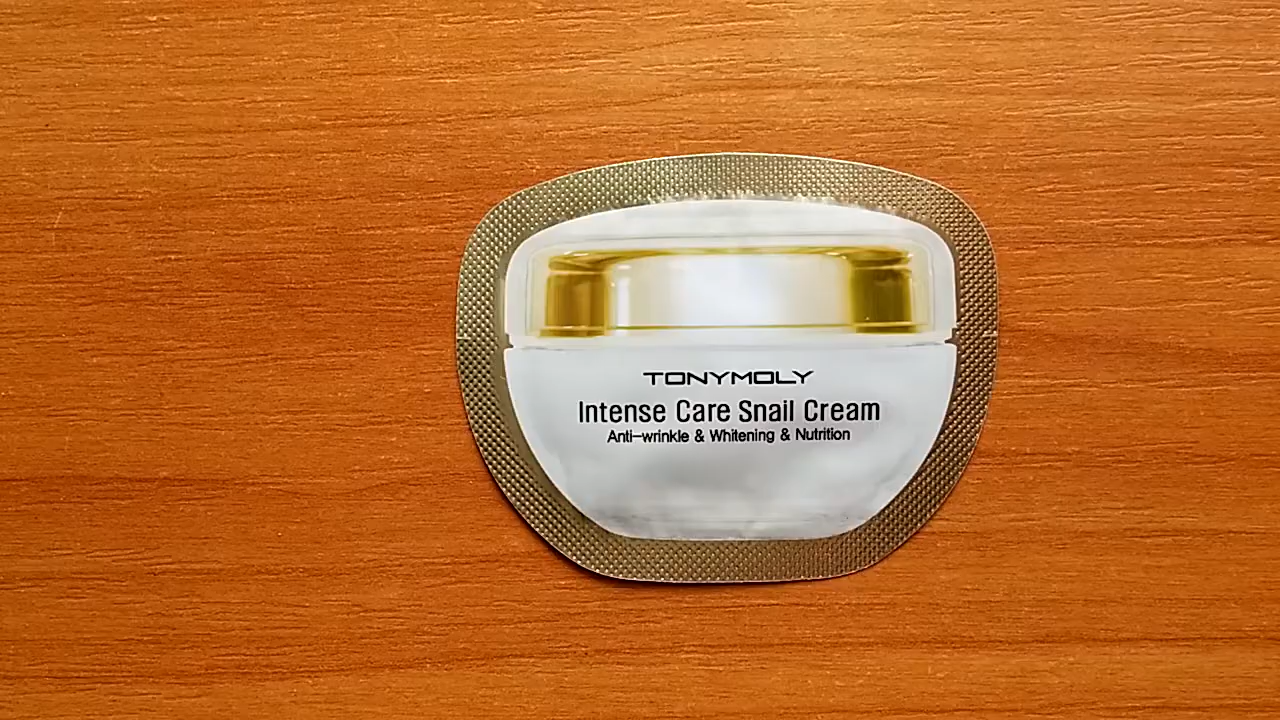 TONYMOLY
Intense Care Snail Cream
Anti-wrinkle & Whitening & Nutrition